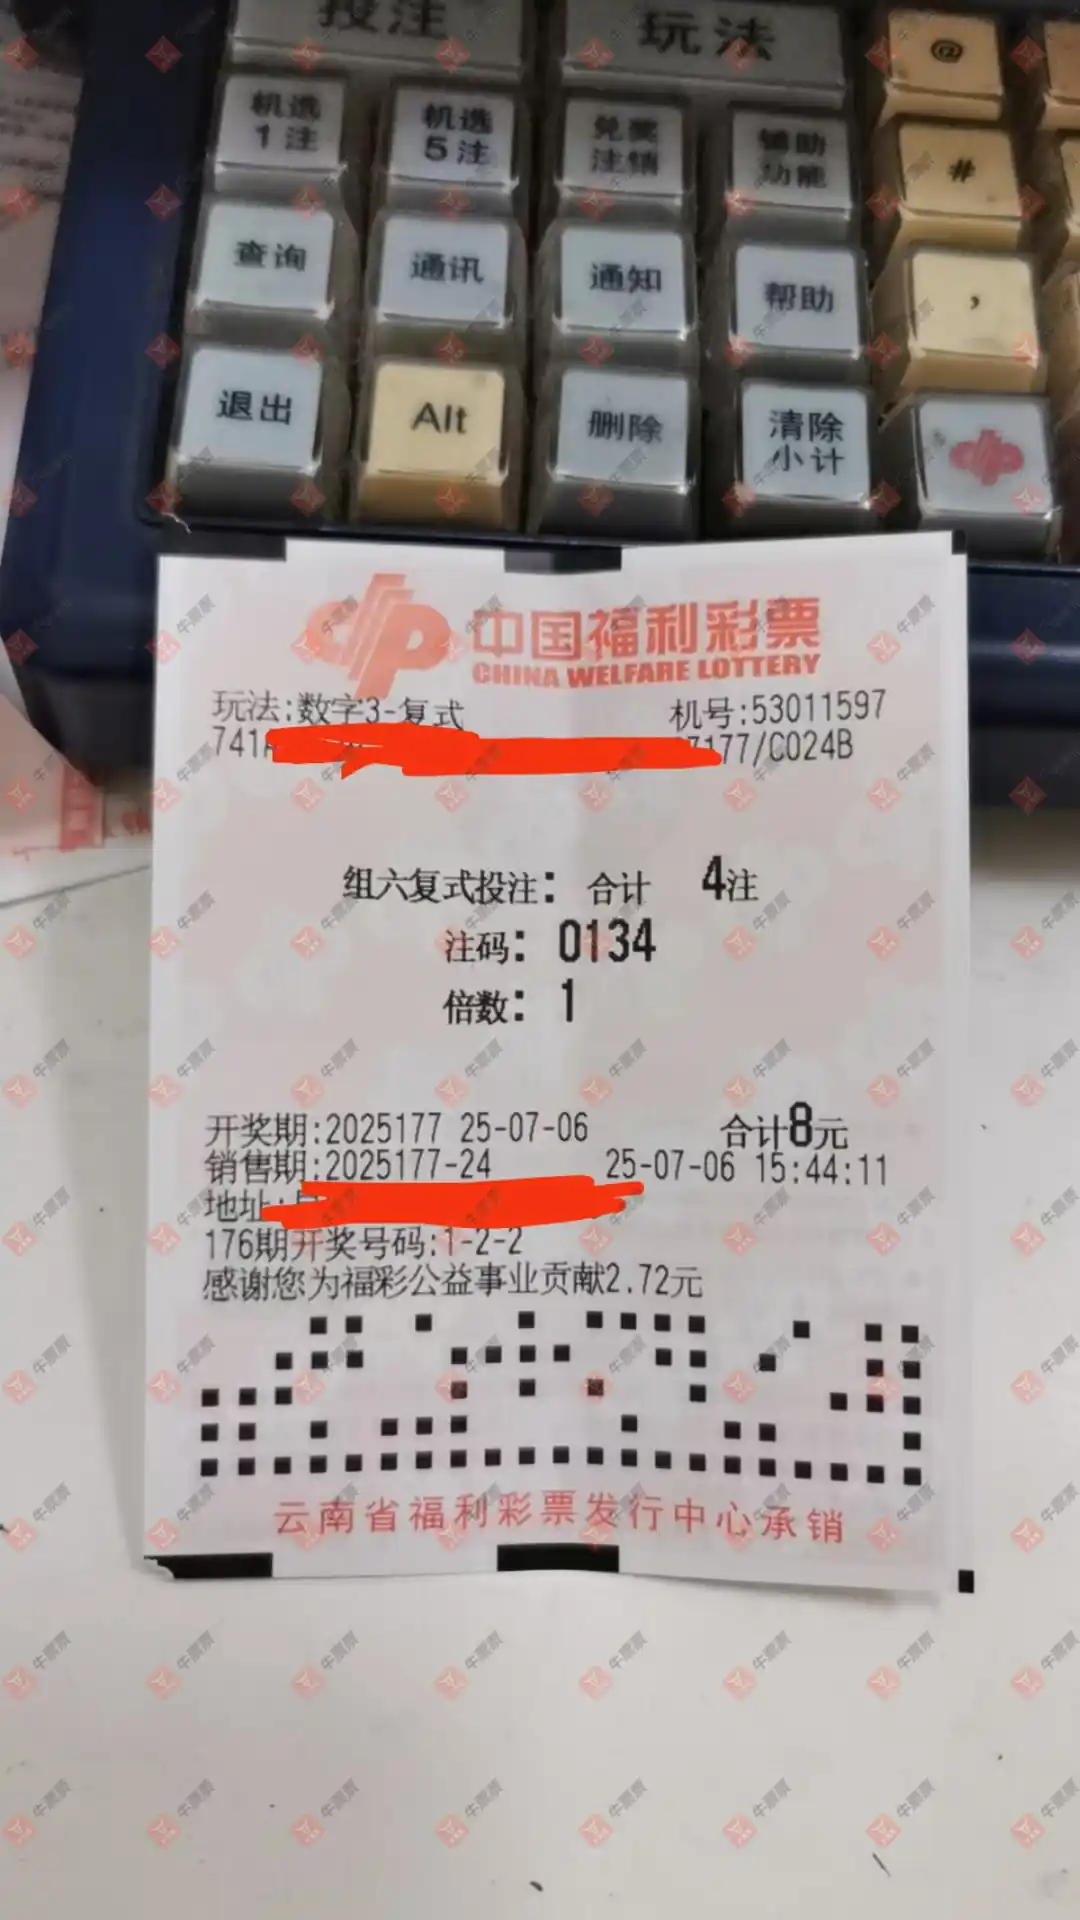 投注 玩法 @
机选1注 机选5注 兑奖注销 辅助功能 #
查询 通讯 通知 帮助 ,
退出 Alt 删除 清除小计
中国福利彩票
CHINA WELFARE LOTTERY
玩法:数字3-复式 机号:53011597
741 7177/C024B
组六复式投注: 合计 4注
注码: 0134
倍数: 1
开奖期:2025177 25-07-06 合计8元
销售期:2025177-24 25-07-06 15:44:11
地址:
176期开奖号码:1-2-2
感谢您为福彩公益事业贡献2.72元
云南省福利彩票发行中心承销
牛票票